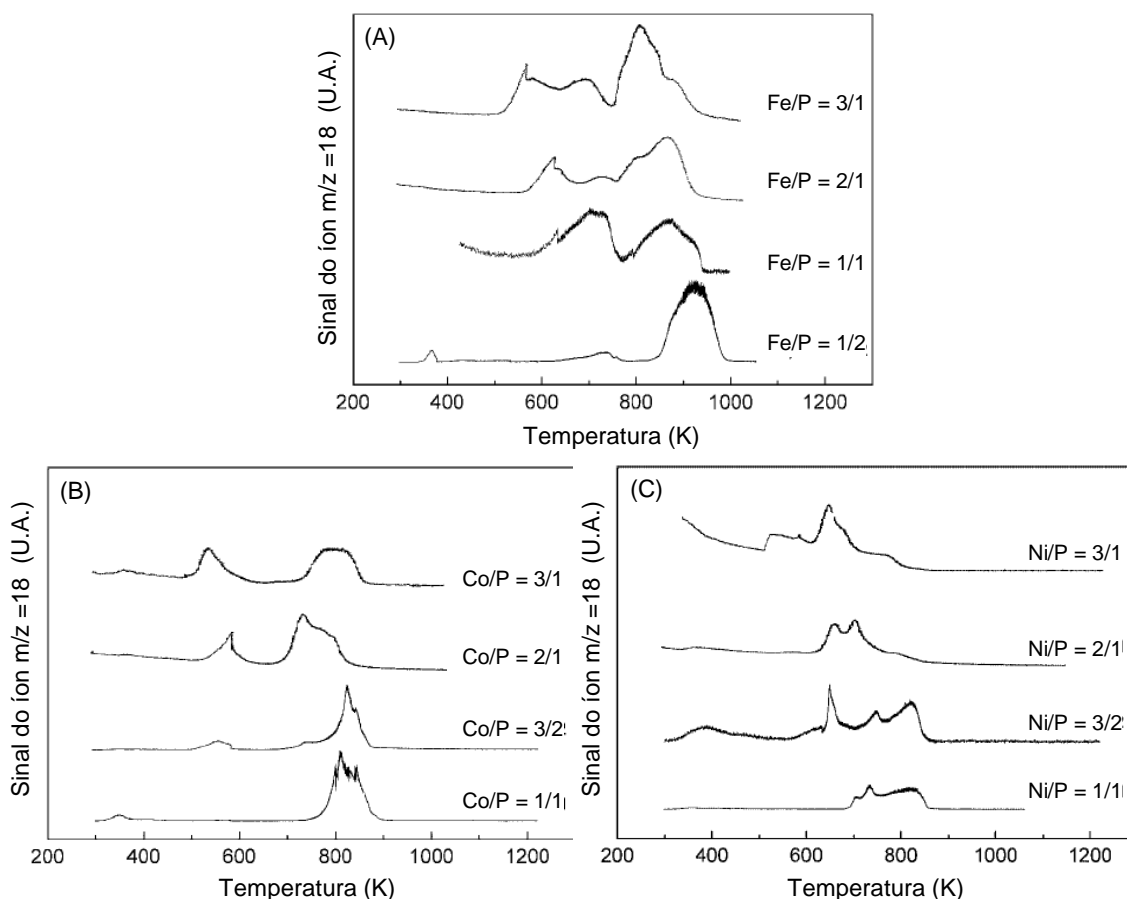 (A)
Sinal do íon m/z =18 (U.A.)
Fe/P = 3/1
Fe/P = 2/1
Fe/P = 1/1
Fe/P = 1/2
200 400 600 800 1000 1200
Temperatura (K)
(B)
Sinal do íon m/z =18 (U.A.)
Co/P = 3/1
Co/P = 2/1
Co/P = 3/2
Co/P = 1/1
200 400 600 800 1000 1200
Temperatura (K)
(C)
Sinal do íon m/z =18 (U.A.)
Ni/P = 3/1
Ni/P = 2/1
Ni/P = 3/2
Ni/P = 1/1
200 400 600 800 1000 1200
Temperatura (K)